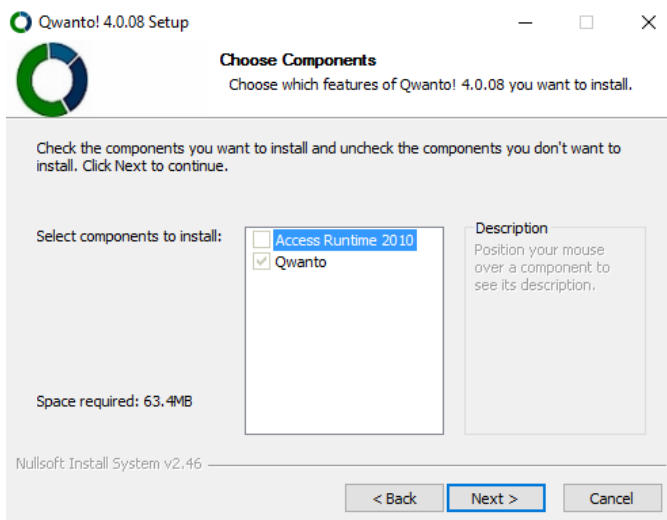 Qwanto! 4.0.08 Setup
Choose Components
Choose which features of Qwanto! 4.0.08 you want to install.
Check the components you want to install and uncheck the components you don't want to
install. Click Next to continue.
Select components to install:
Access Runtime 2010
Qwanto
Description
Position your mouse
over a component to
see its description.
Space required: 63.4MB
Nullsoft Install System v2.46
< Back
Next >
Cancel